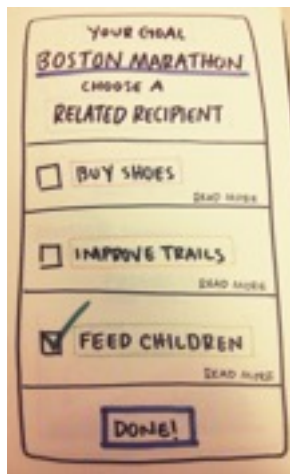 YOUR GOAL
BOSTON MARATHON
CHOOSE A
RELATED RECIPIENT
BUY SHOES
READ MORE
IMPROVE TRAILS
READ MORE
FEED CHILDREN
READ MORE
DONE!